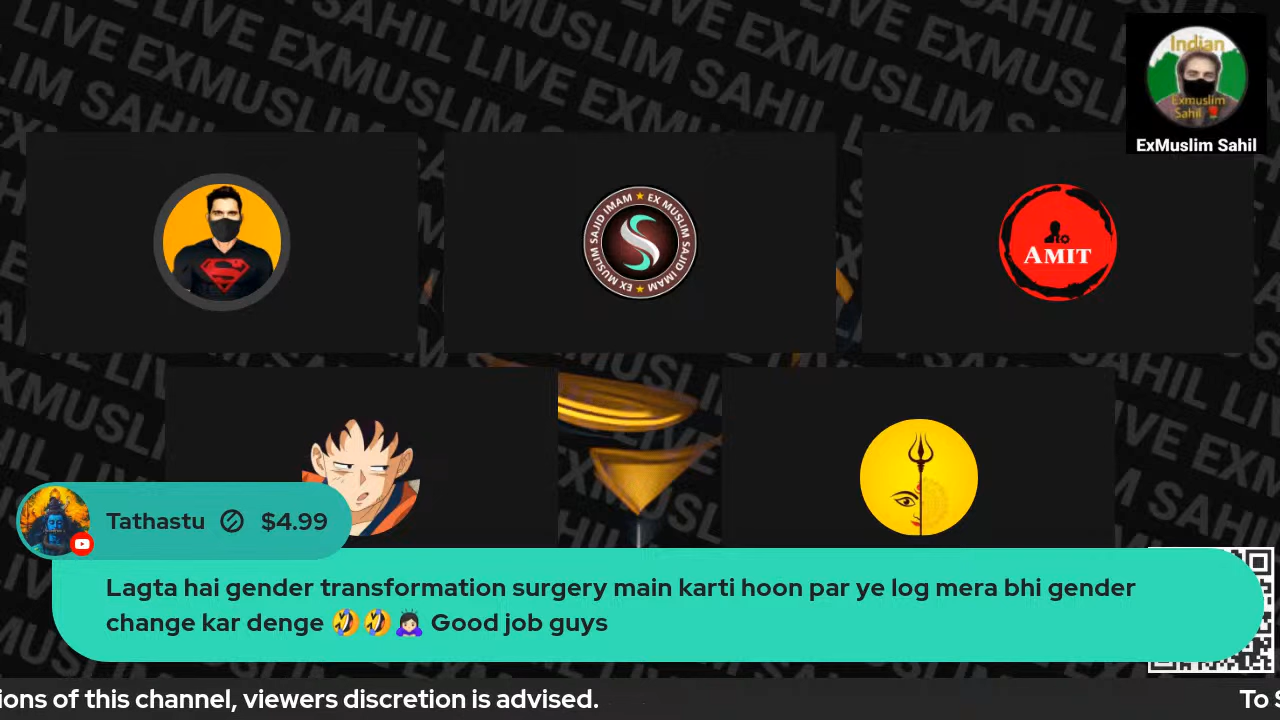 Indian
Exmuslim
Sahil
ExMuslim Sahil
EX MUSLIM SAJID IMAM ★ EX MUSLIM SAJID IMAM ★
AMIT
Tathastu $4.99
Lagta hai gender transformation surgery main karti hoon par ye log mera bhi gender
change kar denge 🤣🤣🙇🏻‍♀️ Good job guys
ions of this channel, viewers discretion is advised.
To S